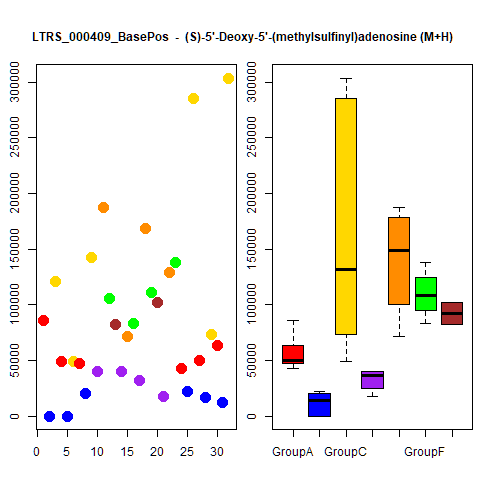 LTRS_000409_BasePos - (S)-5'-Deoxy-5'-(methylsulfinyl)adenosine (M+H)
0 50000 100000 150000 200000 250000 300000
0 5 10 15 20 25 30
0 50000 100000 150000 200000 250000 300000
GroupA GroupC GroupF